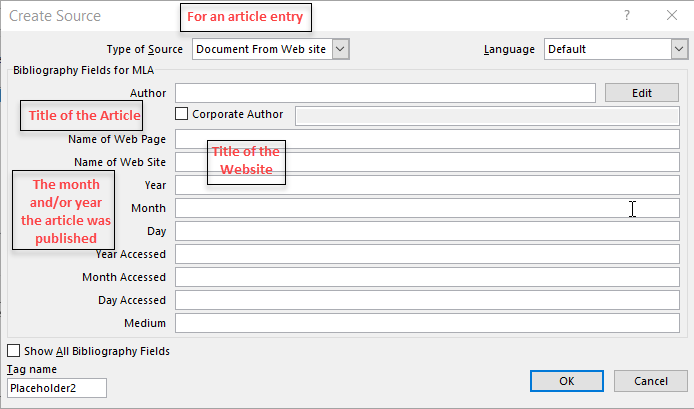 Create Source
For an article entry
?
Type of Source Document From Web site Language Default
Bibliography Fields for MLA
Author Edit
Title of the Article Corporate Author
Name of Web Page
Title of the
Name of Web Site
Website
The month
and/or year
the article was
published
Year
Month
Day
Year Accessed
Month Accessed
Day Accessed
Medium
Show All Bibliography Fields
Tag name
Placeholder2
OK Cancel